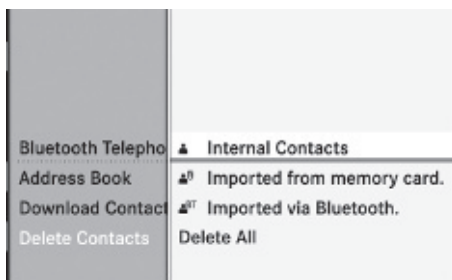 Bluetooth Telepho
Address Book
Download Contact
Delete Contacts
Internal Contacts
Imported from memory card.
Imported via Bluetooth.
Delete All